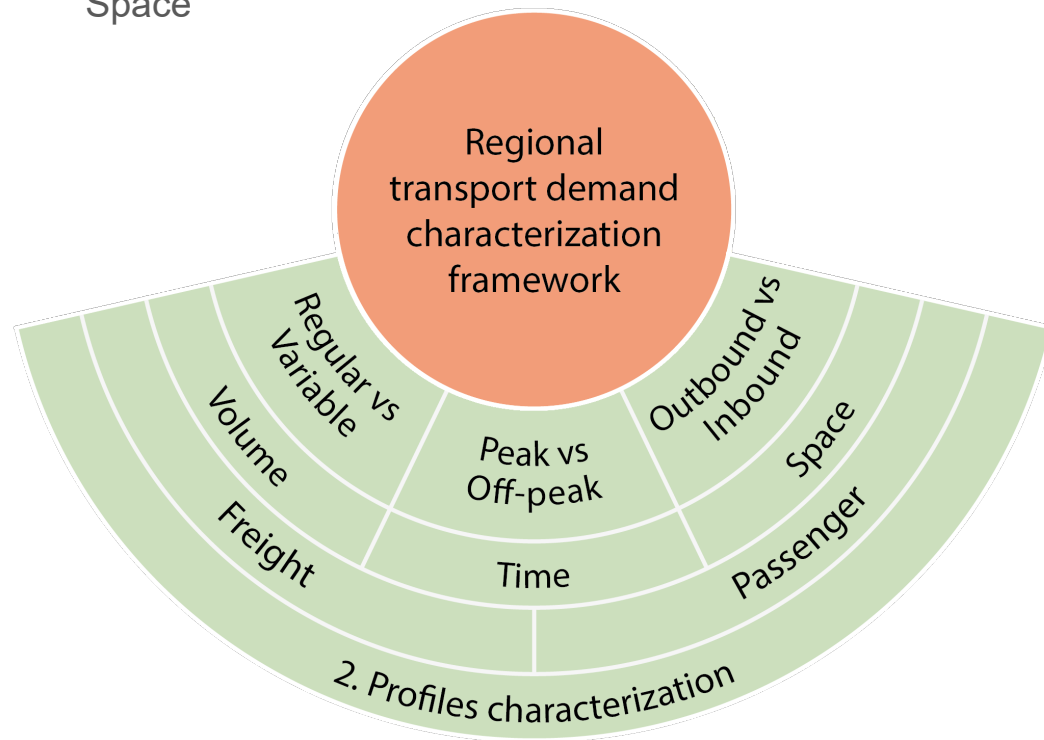 Space
Regional
transport demand
characterization
framework
Regular vs
Variable
Peak vs
Off-peak
Outbound vs
Inbound
Volume
Time
Space
Freight
Passenger
2. Profiles characterization